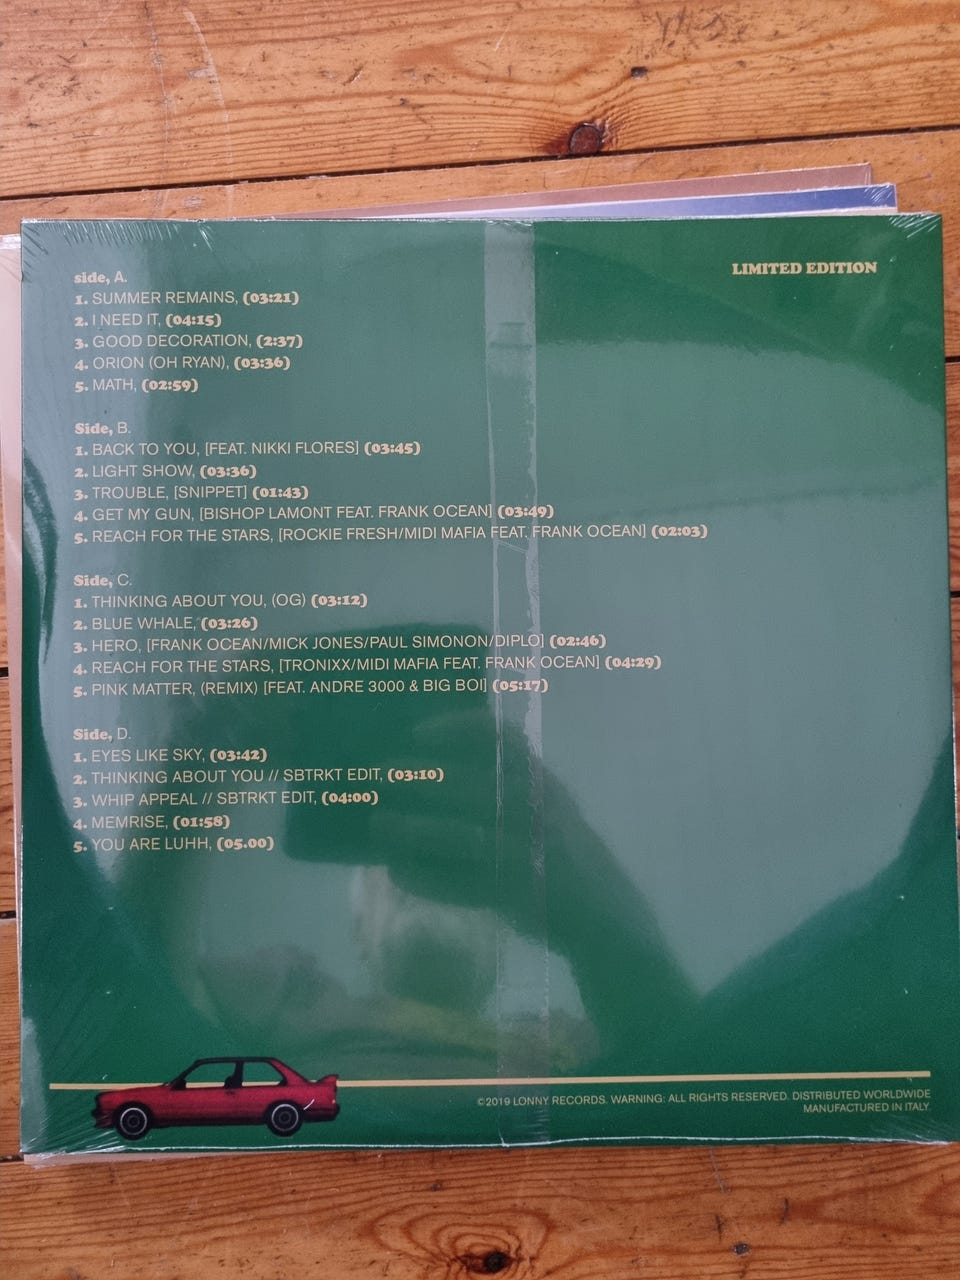 LIMITED EDITION
side, A.
1. SUMMER REMAINS, (03:21)
2. I NEED IT, (04:15)
3. GOOD DECORATION, (2:37)
4. ORION (OH RYAN), (03:36)
5. MATH, (02:59)
Side, B.
1. BACK TO YOU, [FEAT. NIKKI FLORES] (03:45)
2. LIGHT SHOW, (03:36)
3. TROUBLE, [SNIPPET] (01:43)
4. GET MY GUN, [BISHOP LAMONT FEAT. FRANK OCEAN] (03:49)
5. REACH FOR THE STARS, [ROCKIE FRESH/MIDI MAFIA FEAT. FRANK OCEAN] (02:03)
Side, C.
1. THINKING ABOUT YOU, (OG) (03:12)
2. BLUE WHALE, (03:26)
3. HERO, [FRANK OCEAN/MICK JONES/PAUL SIMONON/DIPLO] (02:46)
4. REACH FOR THE STARS, [TRONIXX/MIDI MAFIA FEAT. FRANK OCEAN] (04:29)
5. PINK MATTER, (REMIX) [FEAT. ANDRE 3000 & BIG BOI] (05:17)
Side, D.
1. EYES LIKE SKY, (03:42)
2. THINKING ABOUT YOU // SBTRKT EDIT, (03:10)
3. WHIP APPEAL // SBTRKT EDIT, (04:00)
4. MEMRISE, (01:58)
5. YOU ARE LUHH, (05.00)
©2019 LONNY RECORDS. WARNING: ALL RIGHTS RESERVED. DISTRIBUTED WORLDWIDE
MANUFACTURED IN ITALY.